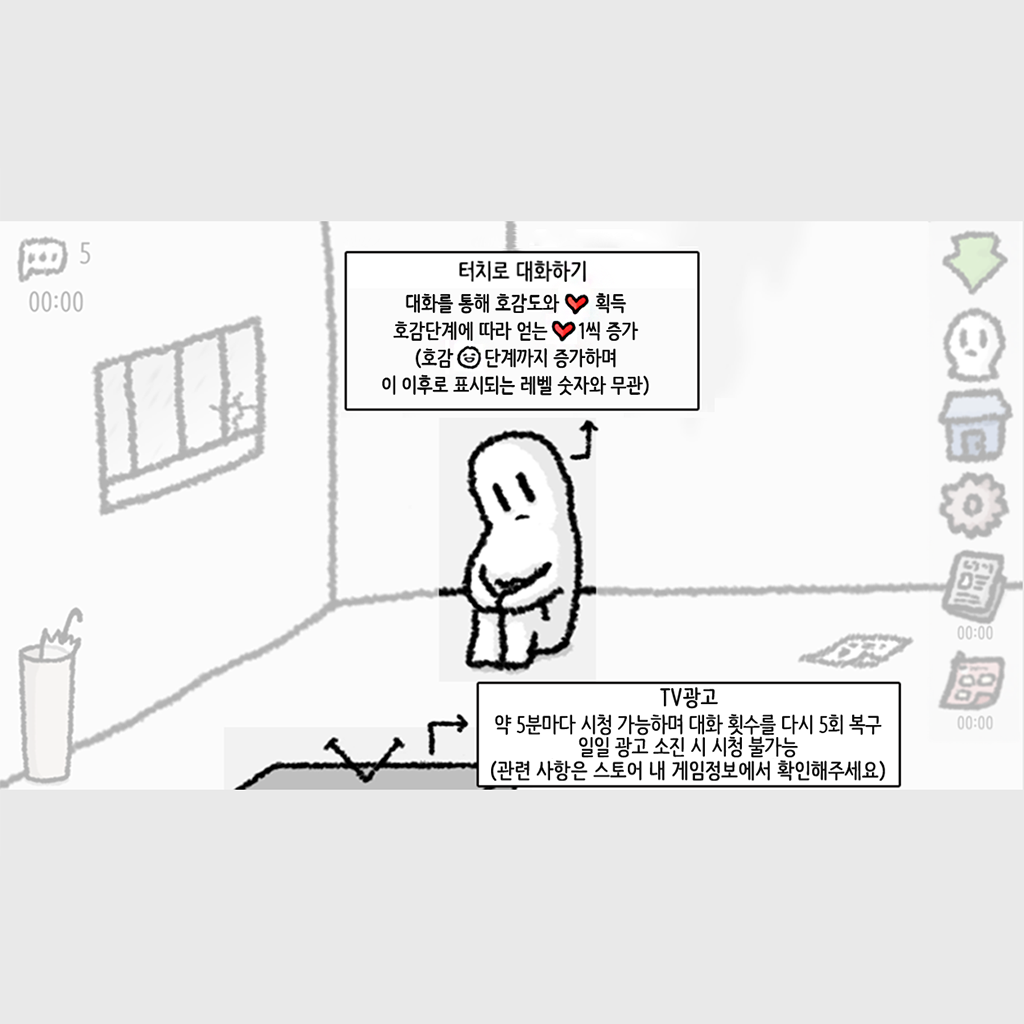 5
00:00
터치로 대화하기
대화를 통해 호감도와 획득
호감단계에 따라 얻는 1씩 증가
(호감 단계까지 증가하며
이 이후로 표시되는 레벨 숫자와 무관)
00:00
00:00
TV광고
약 5분마다 시청 가능하며 대화 횟수를 다시 5회 복구
일일 광고 소진 시 시청 불가능
(관련 사항은 스토어 내 게임정보에서 확인해주세요)